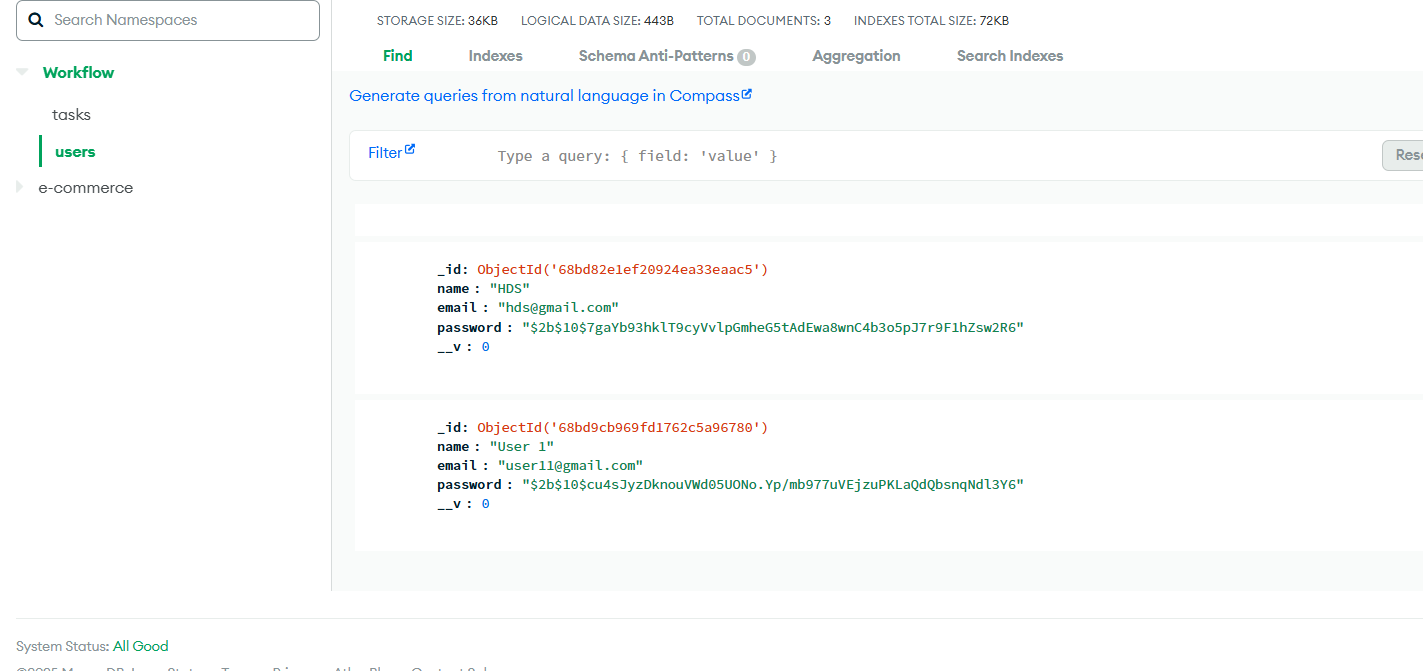 Search Namespaces
Workflow
tasks
users
e-commerce
STORAGE SIZE: 36KB LOGICAL DATA SIZE: 443B TOTAL DOCUMENTS: 3 INDEXES TOTAL SIZE: 72KB
Find Indexes Schema Anti-Patterns 0 Aggregation Search Indexes
Generate queries from natural language in Compass
Filter Type a query: { field: 'value' }
_id: ObjectId('68bd82e1ef20924ea33eaac5')
name : "HDS"
email : "hds@gmail.com"
password : "$2b$10$7gaYb93hklT9cyVvlpGmheG5tAdEwa8wnC4b3o5pJ7r9F1hZsw2R6"
__v : 0
_id: ObjectId('68bd9cb969fd1762c5a96780')
name : "User 1"
email : "user11@gmail.com"
password : "$2b$10$cu4sJyzDknouVWd05UONo.Yp/mb977uVEjzuPKLaQdQbsnqNdl3Y6"
__v : 0
System Status: All Good